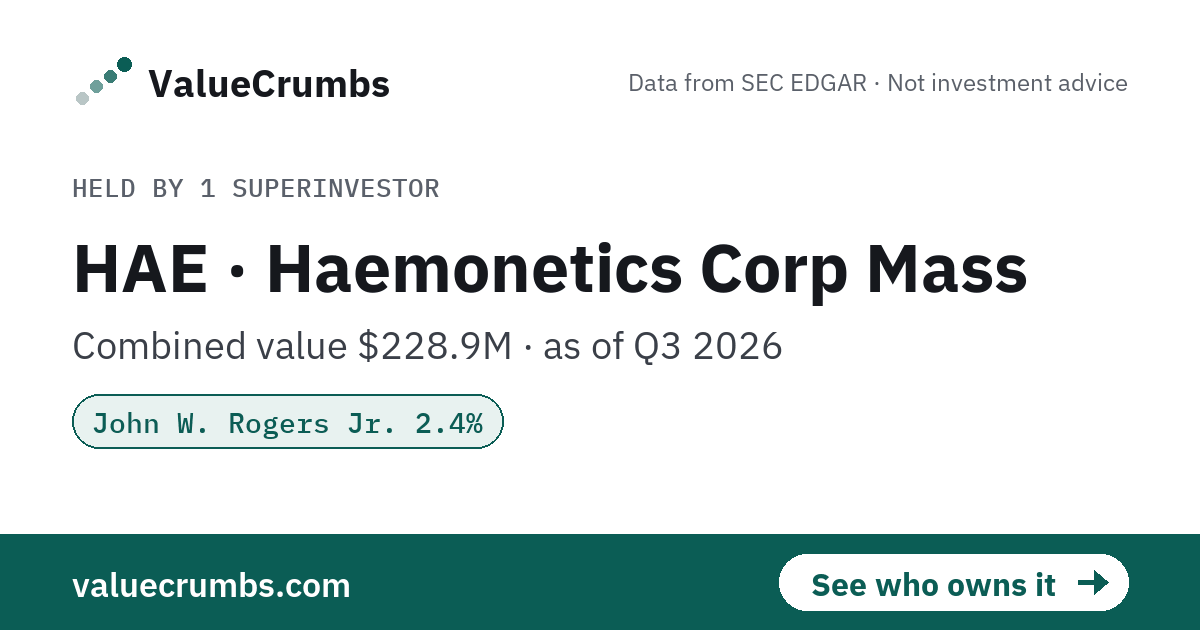 ValueCrumbs
Data from SEC EDGAR · Not investment advice
HELD BY 1 SUPERINVESTOR
HAE · Haemonetics Corp Mass
Combined value $228.9M · as of Q3 2026
John W. Rogers Jr. 2.4%
valuecrumbs.com
See who owns it →